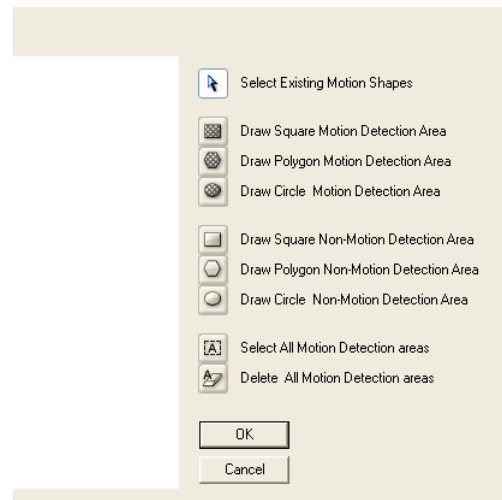 Select Existing Motion Shapes
Draw Square Motion Detection Area
Draw Polygon Motion Detection Area
Draw Circle  Motion Detection Area
Draw Square Non-Motion Detection Area
Draw Polygon Non-Motion Detection Area
Draw Circle  Non-Motion Detection Area
[A] Select All Motion Detection areas
A Delete  All Motion Detection areas
OK
Cancel